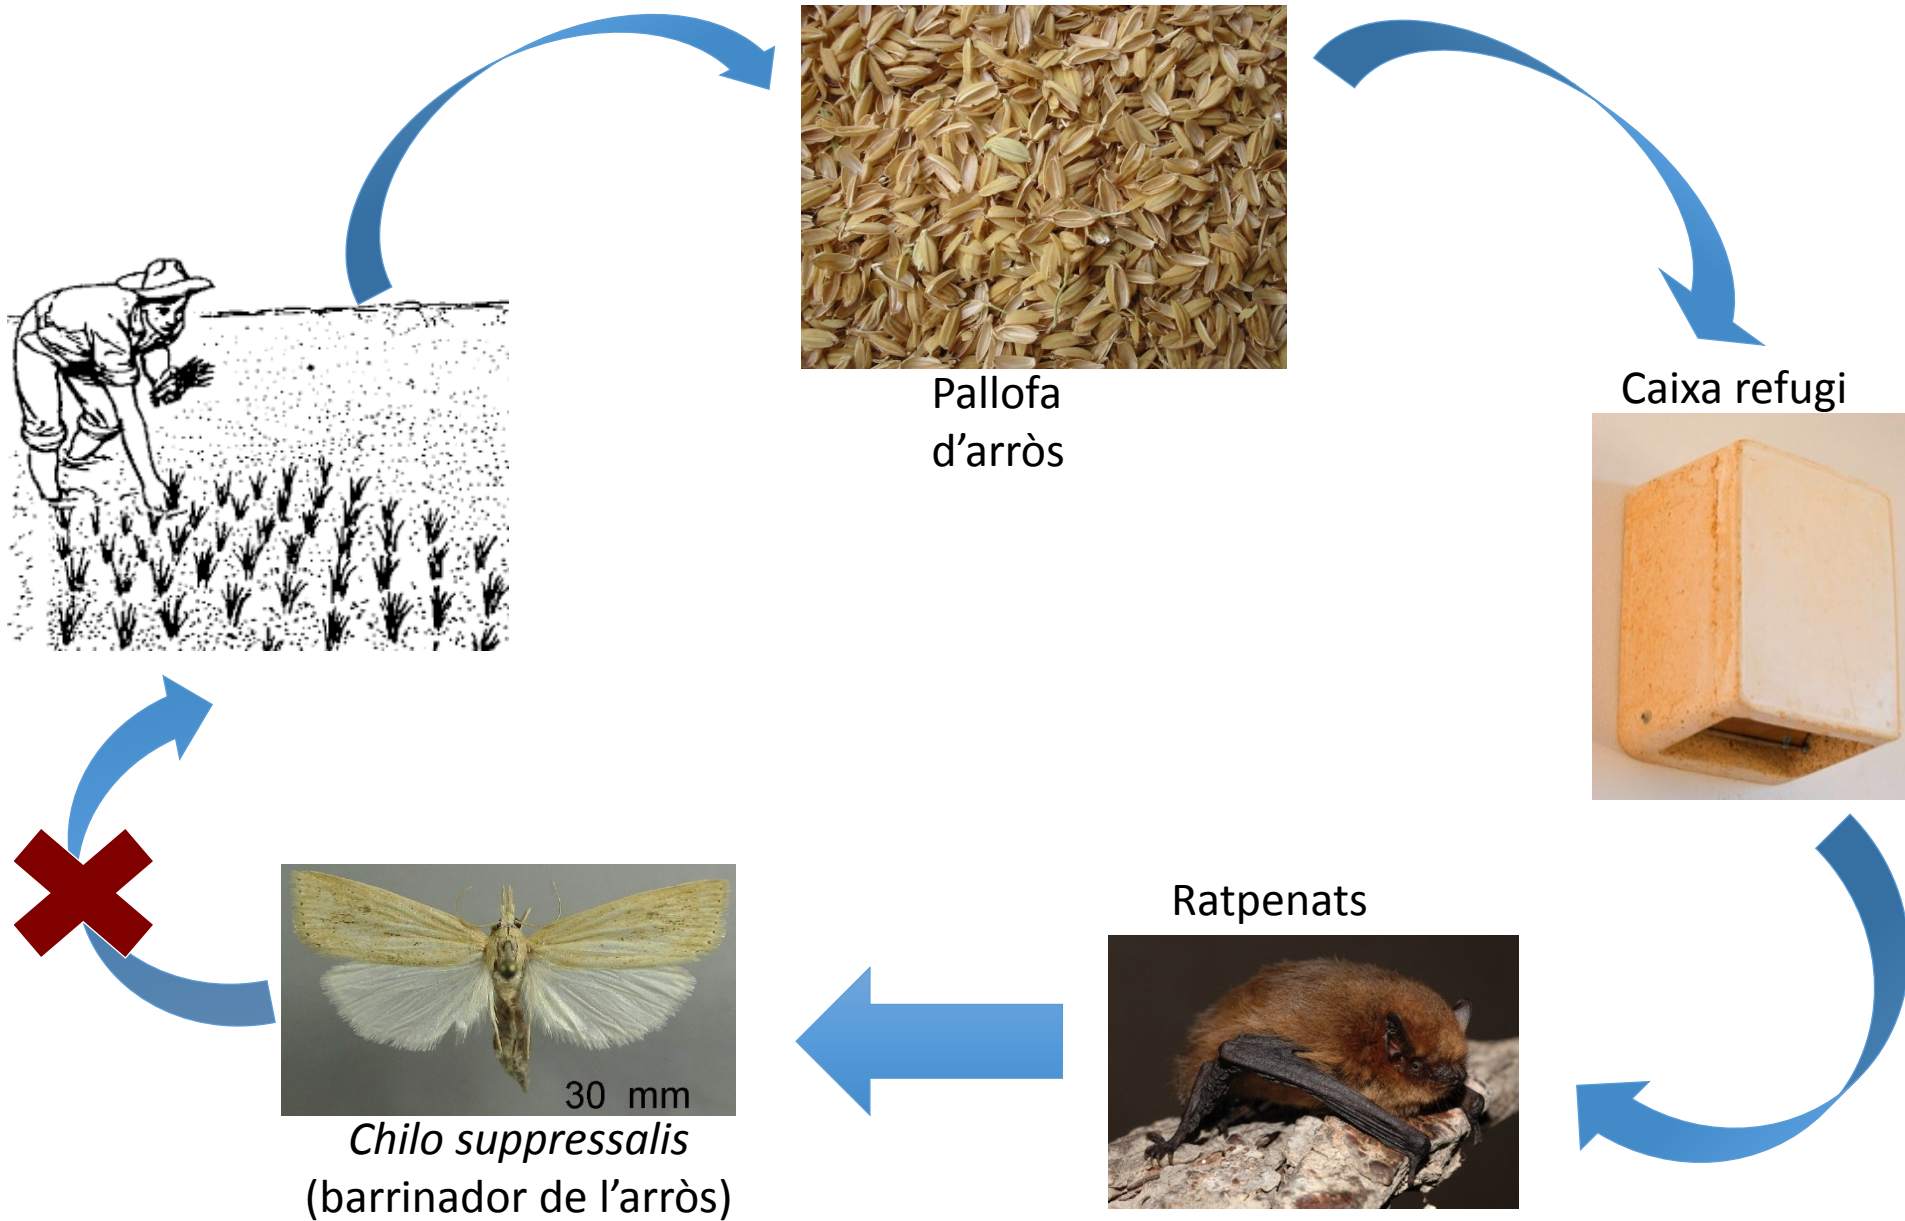 Pallofa
d’arròs
Caixa refugi
Ratpenats
30 mm
Chilo suppressalis
(barrinador de l’arròs)